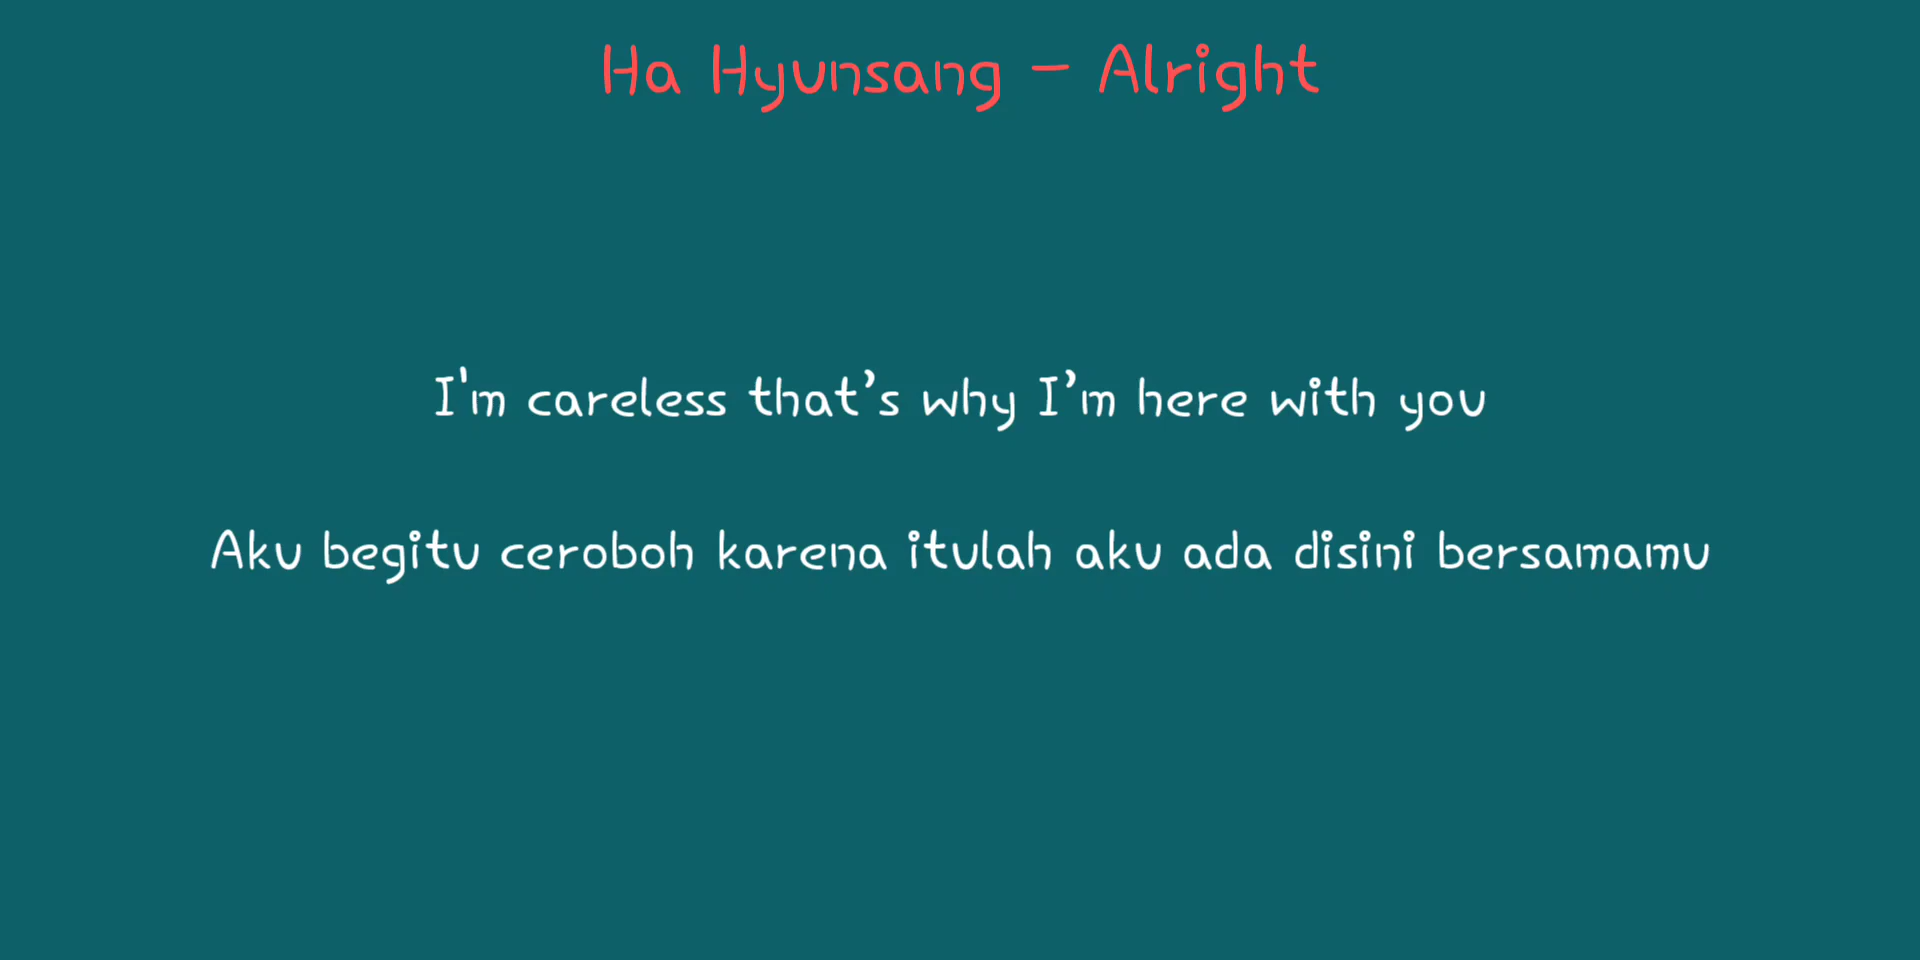 Ha Hyunsang - Alright
I'm careless that’s why I’m here with you
Aku begitu ceroboh karena itulah aku ada disini bersamamu